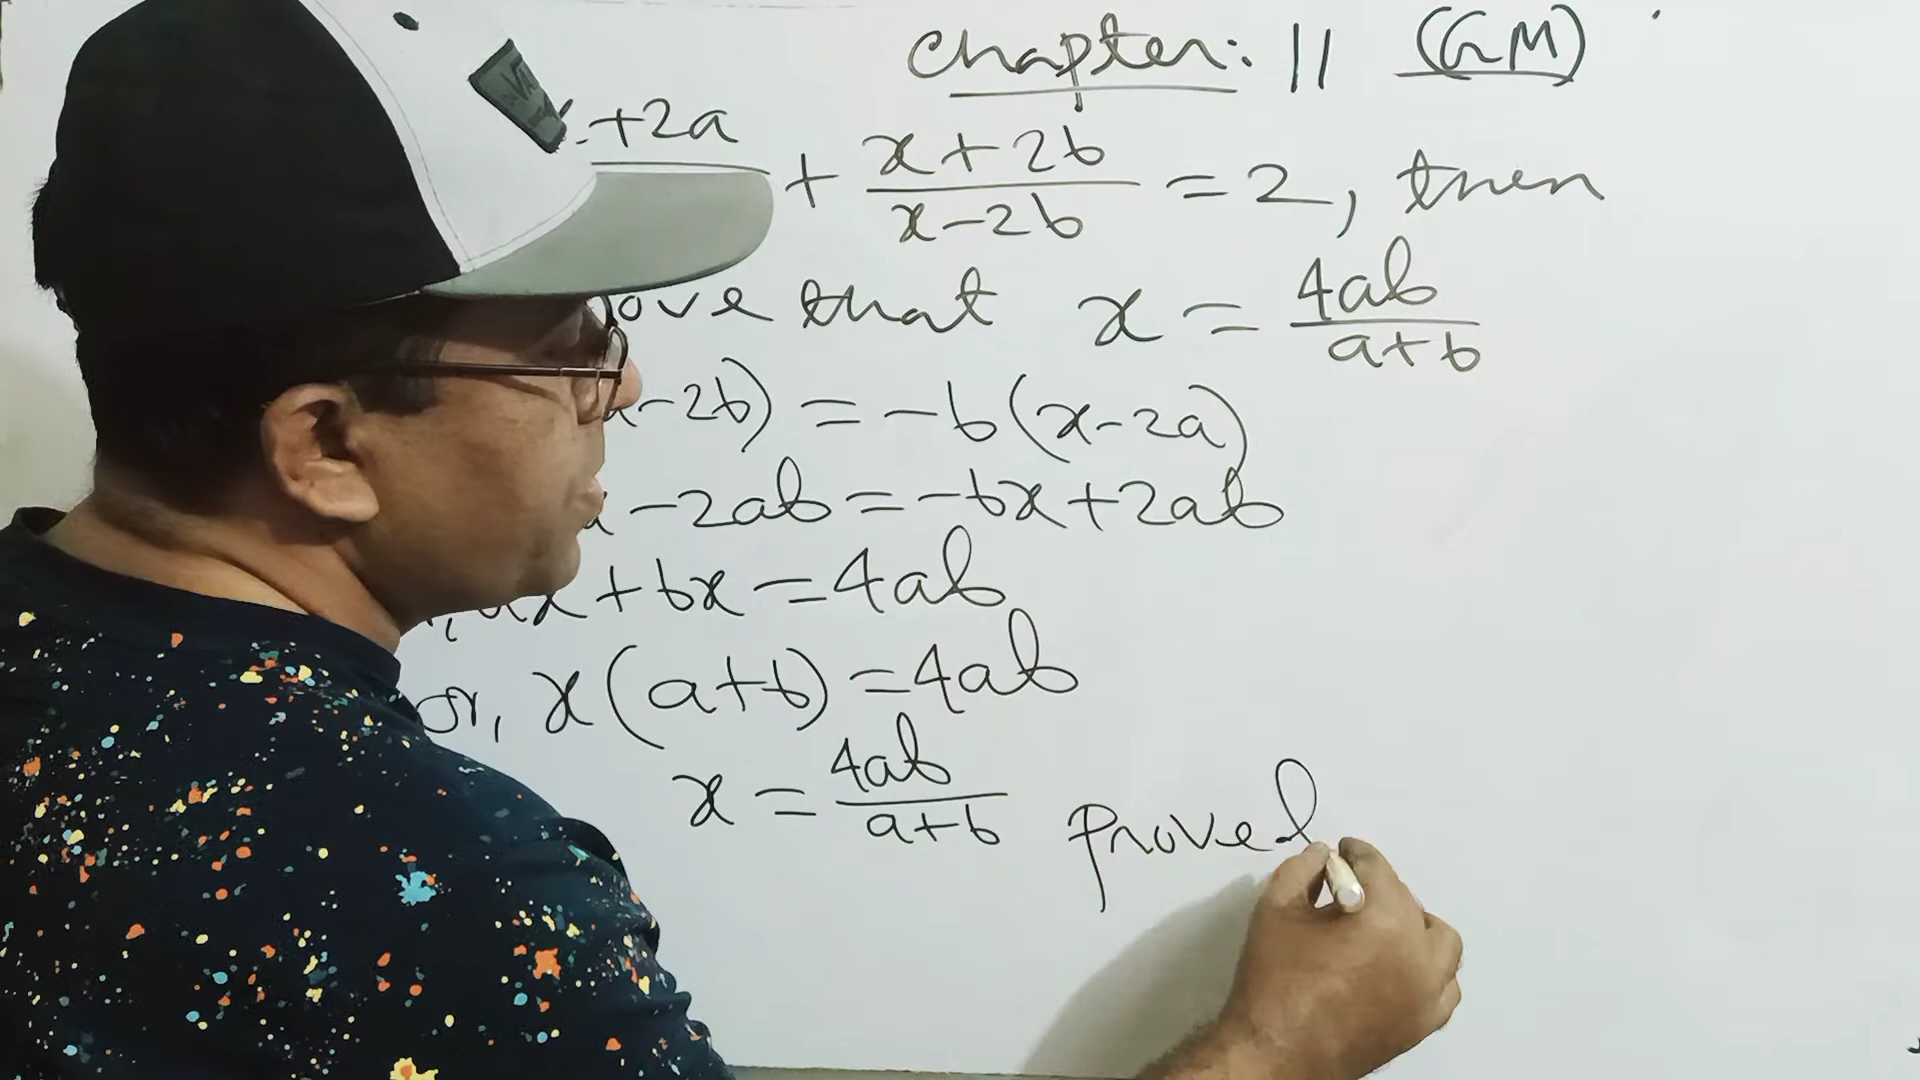 chapter: 11 (GM)
+2a + x+2b / x-2b = 2, then
ove that x = 4ab / a+b
x-2b) = -b(x-2a)
-2ab = -bx+2ab
ax+bx = 4ab
or, x(a+b) = 4ab
x = 4ab / a+b proved